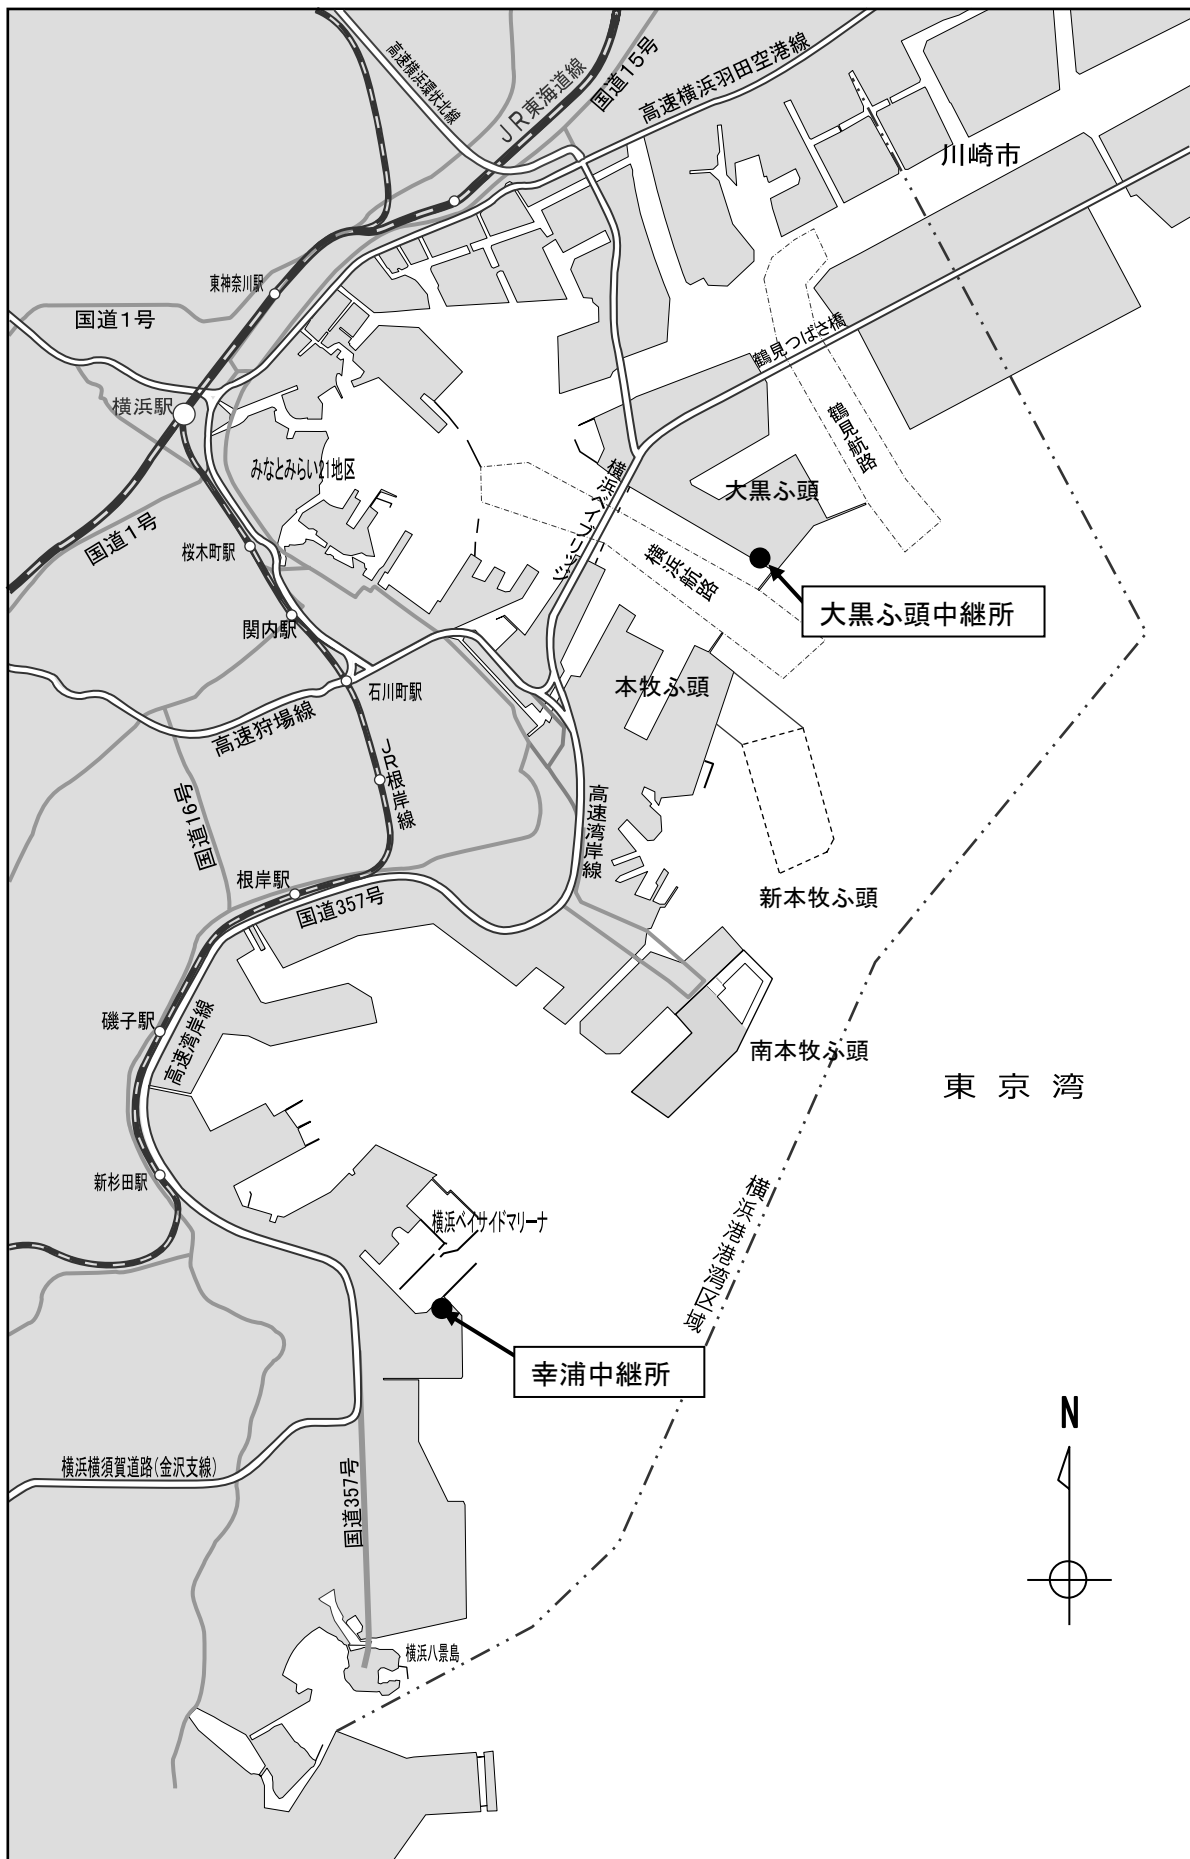 高速横浜環状北線
JR東海道線
国道15号
高速横浜羽田空港線
川崎市
東神奈川駅
国道1号
鶴見つばさ橋
横浜駅
鶴見航路
みなとみらい21地区
横浜ベイブリッジ
大黒ふ頭
国道1号
桜木町駅
横浜航路
大黒ふ頭中継所
関内駅
石川町駅
本牧ふ頭
高速狩場線
JR根岸線
国道16号
高速湾岸線
根岸駅
国道357号
新本牧ふ頭
磯子駅
高速湾岸線
南本牧ふ頭
東京湾
新杉田駅
横浜ベイサイドマリーナ
横浜港港湾区域
幸浦中継所
N
横浜横須賀道路(金沢支線)
国道357号
横浜八景島